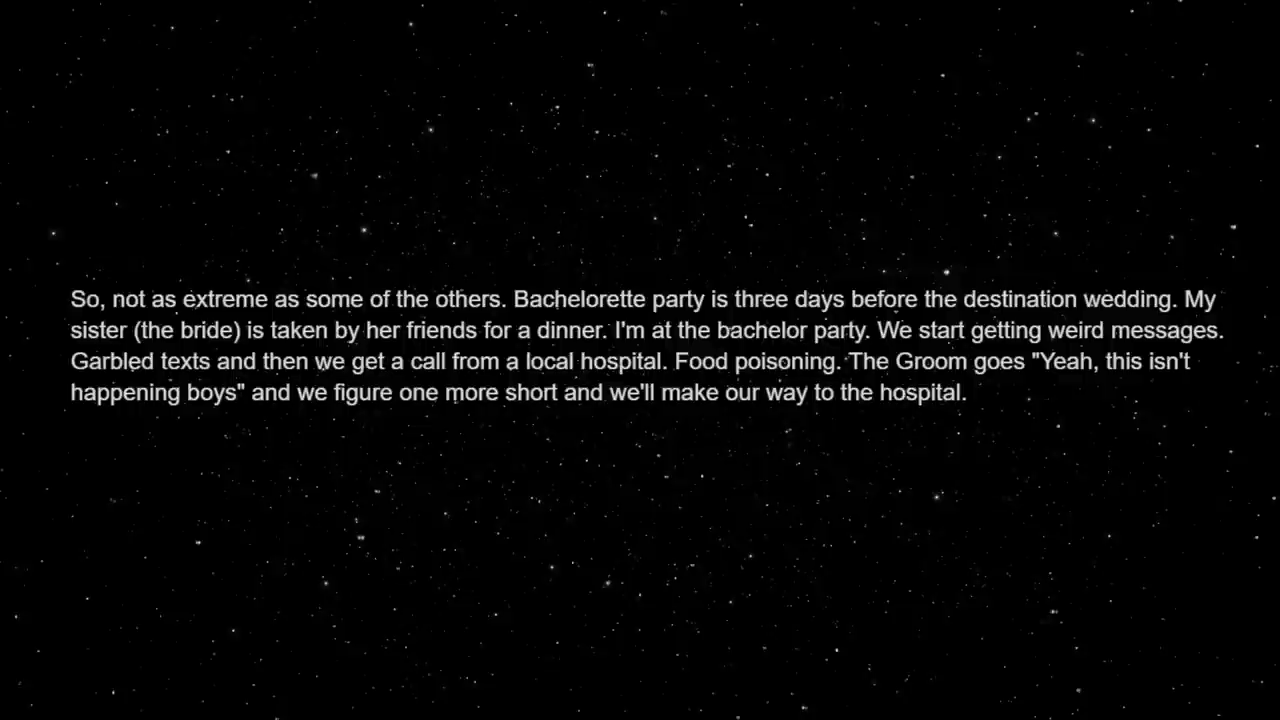 So, not as extreme as some of the others. Bachelorette party is three days before the destination wedding. My
sister (the bride) is taken by her friends for a dinner. I'm at the bachelor party. We start getting weird messages.
Garbled texts and then we get a call from a local hospital. Food poisoning. The Groom goes "Yeah, this isn't
happening boys" and we figure one more short and we'll make our way to the hospital.